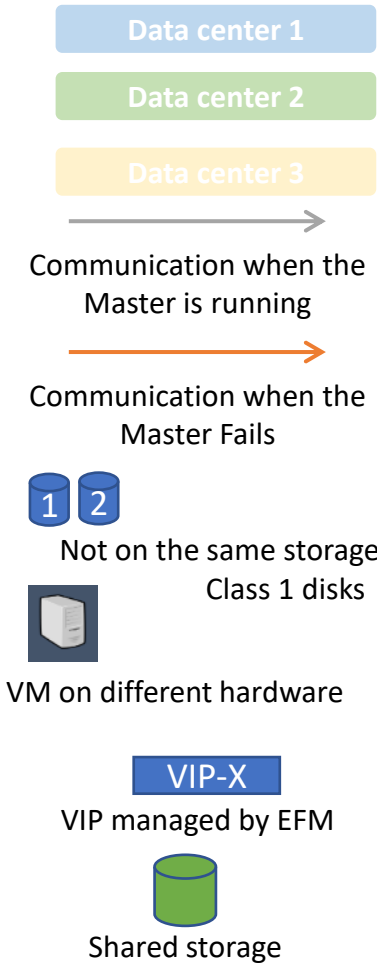 Data center 1
Data center 2
Data center 3
Communication when the
Master is running
Communication when the
Master Fails
1 2
Not on the same storage
Class 1 disks
VM on different hardware
VIP-X
VIP managed by EFM
Shared storage